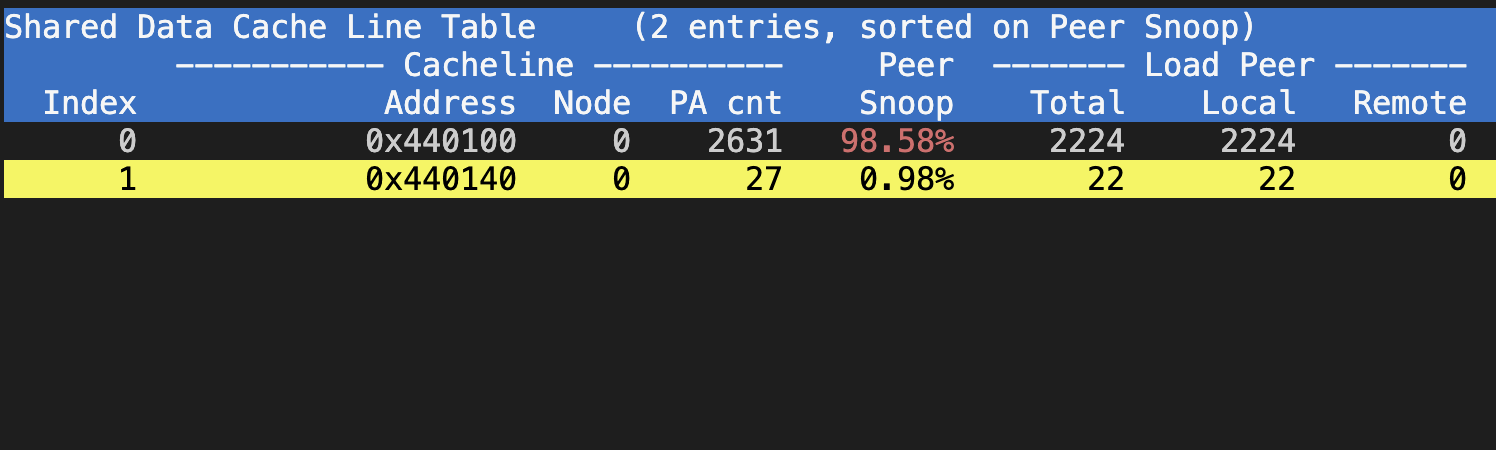 Shared Data Cache Line Table     (2 entries, sorted on Peer Snoop)
         ----------- Cacheline ----------     Peer  ------- Load Peer -------
  Index             Address  Node  PA cnt    Snoop    Total    Local   Remote
      0            0x440100     0    2631   98.58%     2224     2224        0
      1            0x440140     0      27    0.98%       22       22        0